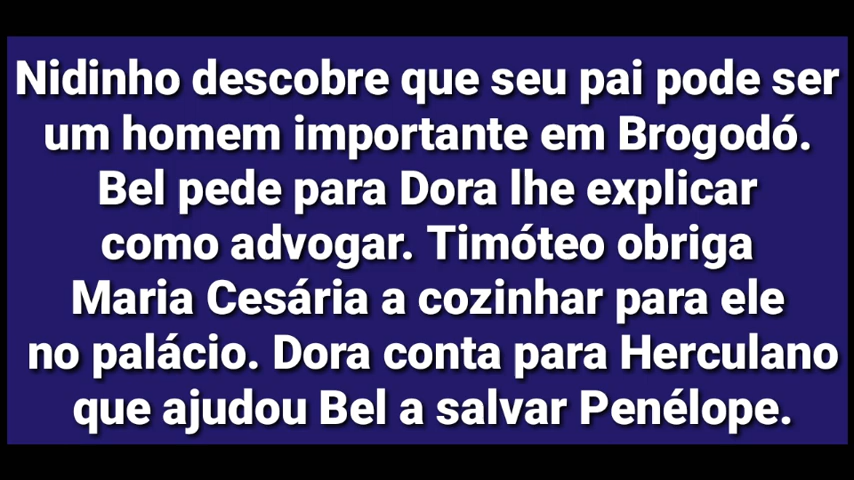 Nidinho descobre que seu pai pode ser
um homem importante em Brogodó.
Bel pede para Dora lhe explicar
como advogar. Timóteo obriga
Maria Cesária a cozinhar para ele
no palácio. Dora conta para Herculano
que ajudou Bel a salvar Penélope.